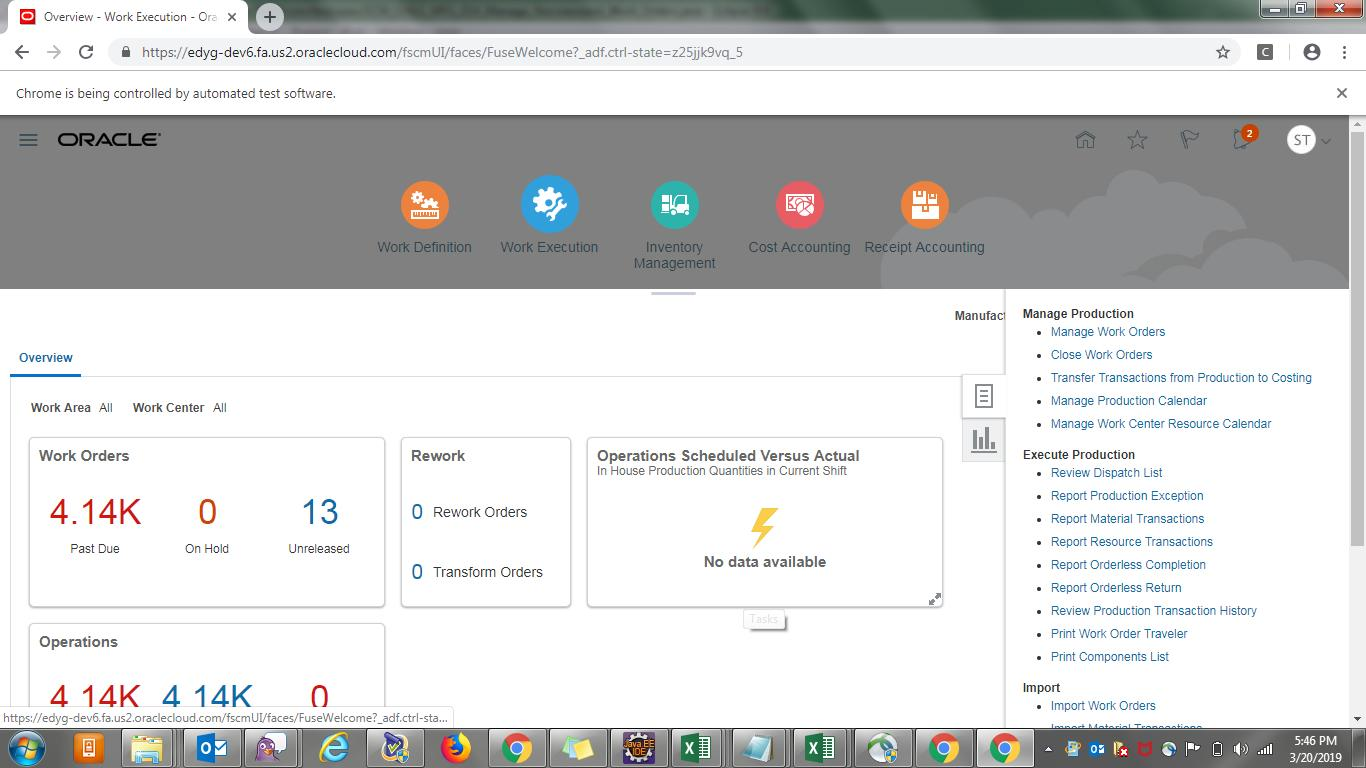 Overview - Work Execution - Ora
https://edyg-dev6.fa.us2.oraclecloud.com/fscmUI/faces/FuseWelcome?_adf.ctrl-state=z25jjk9vq_5
C
Chrome is being controlled by automated test software.
ORACLE
2
ST
Work Definition
Work Execution
Inventory Management
Cost Accounting
Receipt Accounting
Manufact
Overview
Work Area All Work Center All
Work Orders
4.14K
0
13
Past Due
On Hold
Unreleased
Rework
0 Rework Orders
0 Transform Orders
Operations Scheduled Versus Actual
In House Production Quantities in Current Shift
No data available
Tasks
Operations
4.14K
4.14K
0
Manage Production
Manage Work Orders
Close Work Orders
Transfer Transactions from Production to Costing
Manage Production Calendar
Manage Work Center Resource Calendar
Execute Production
Review Dispatch List
Report Production Exception
Report Material Transactions
Report Resource Transactions
Report Orderless Completion
Report Orderless Return
Review Production Transaction History
Print Work Order Traveler
Print Components List
Import
Import Work Orders
Import Material Transactions
https://edyg-dev6.fa.us2.oraclecloud.com/fscmUI/faces/FuseWelcome?_adf.ctrl-sta...
Java EE
IDE
5:46 PM
3/20/2019